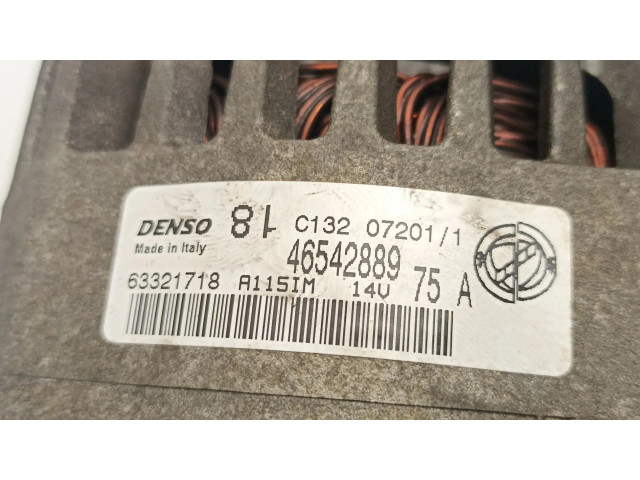 DENSO 81 C132 07201/1
Made in Italy 46542889
63321718 A115IM 14V 75 A